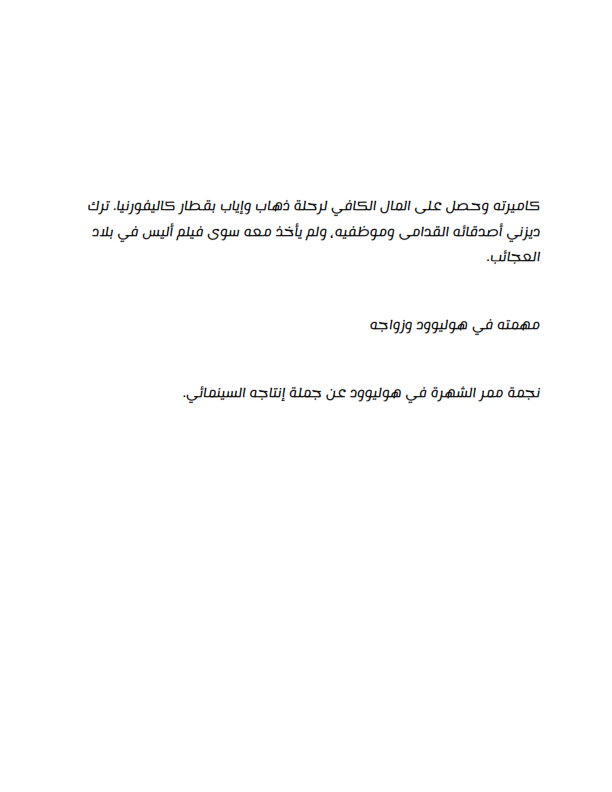 كاميرته وحصل على المال الكافي لرحلة ذهاب وإياب بقطار كاليفورنيا. ترك
ديزني أصدقائه القدامى وموظفيه، ولم يأخذ معه سوى فيلم أليس في بلاد
العجائب.
مهمته في هوليوود وزواجه
نجمة ممر الشهرة في هوليوود عن جملة إنتاجه السينمائي.